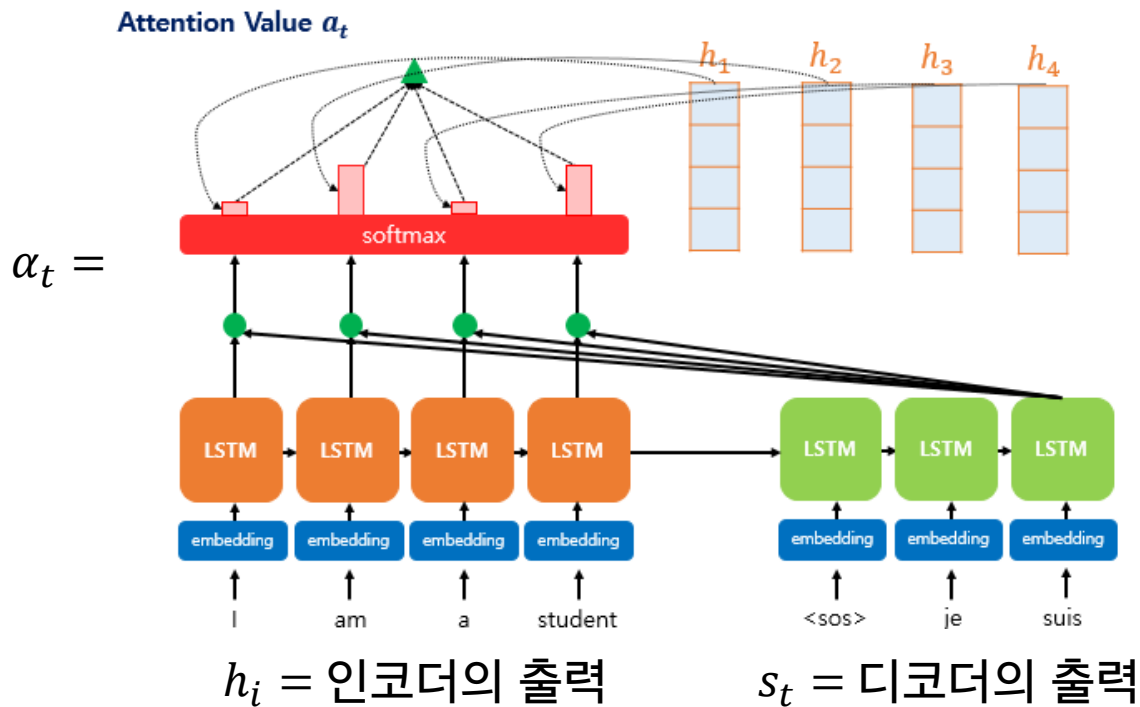 Attention Value a_t
h_1 h_2 h_3 h_4
softmax
α_t =
LSTM LSTM LSTM LSTM LSTM LSTM LSTM
embedding embedding embedding embedding embedding embedding embedding
I am a student <sos> je suis
h_i = 인코더의 출력 s_t = 디코더의 출력